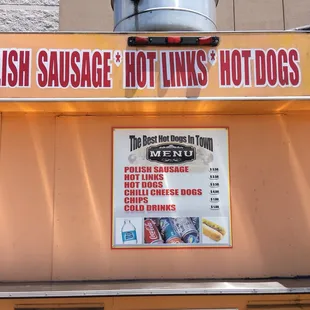 ISH SAUSAGE * HOT LINKS * HOT DOGS
The Best Hot Dogs In Town
MENU
POLISH SAUSAGE
HOT LINKS
HOT DOGS
CHILLI CHEESE DOGS
CHIPS
COLD DRINKS